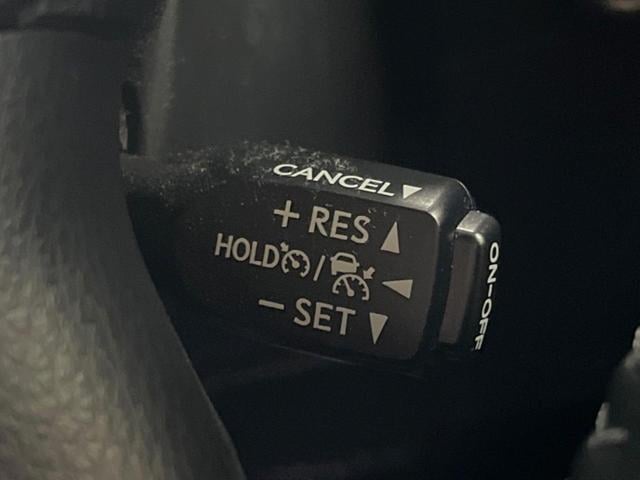 CANCEL▼
+ RES ▲
HOLD / ◀
− SET ▼
ON-OFF